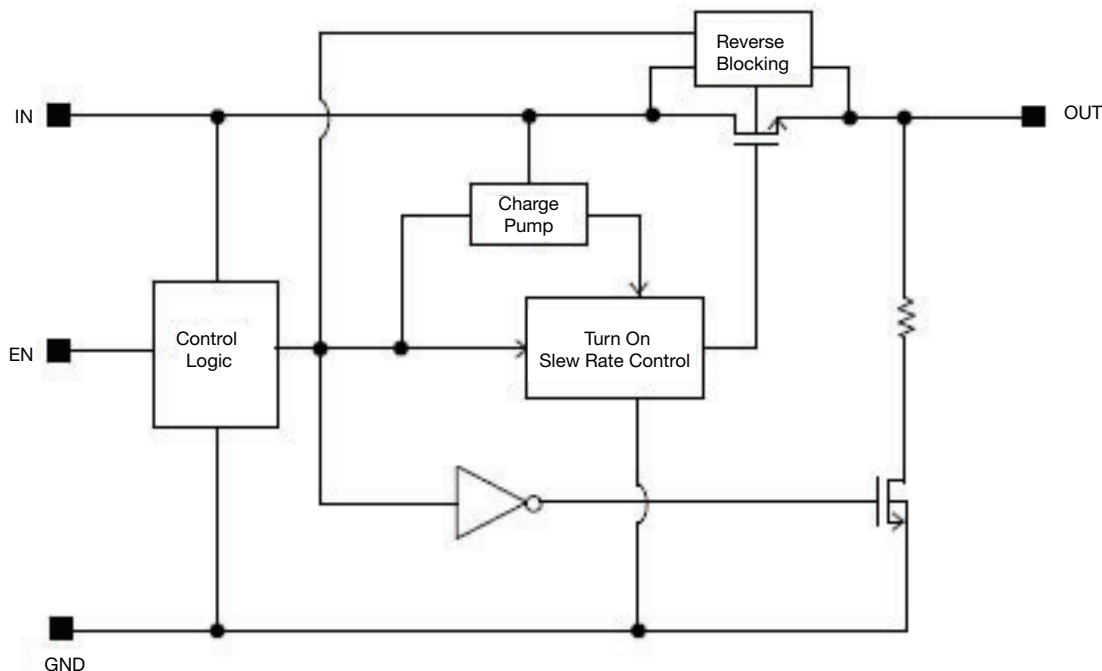 Reverse
Blocking
IN
OUT
Charge
Pump
EN
Control
Logic
Turn On
Slew Rate Control
GND